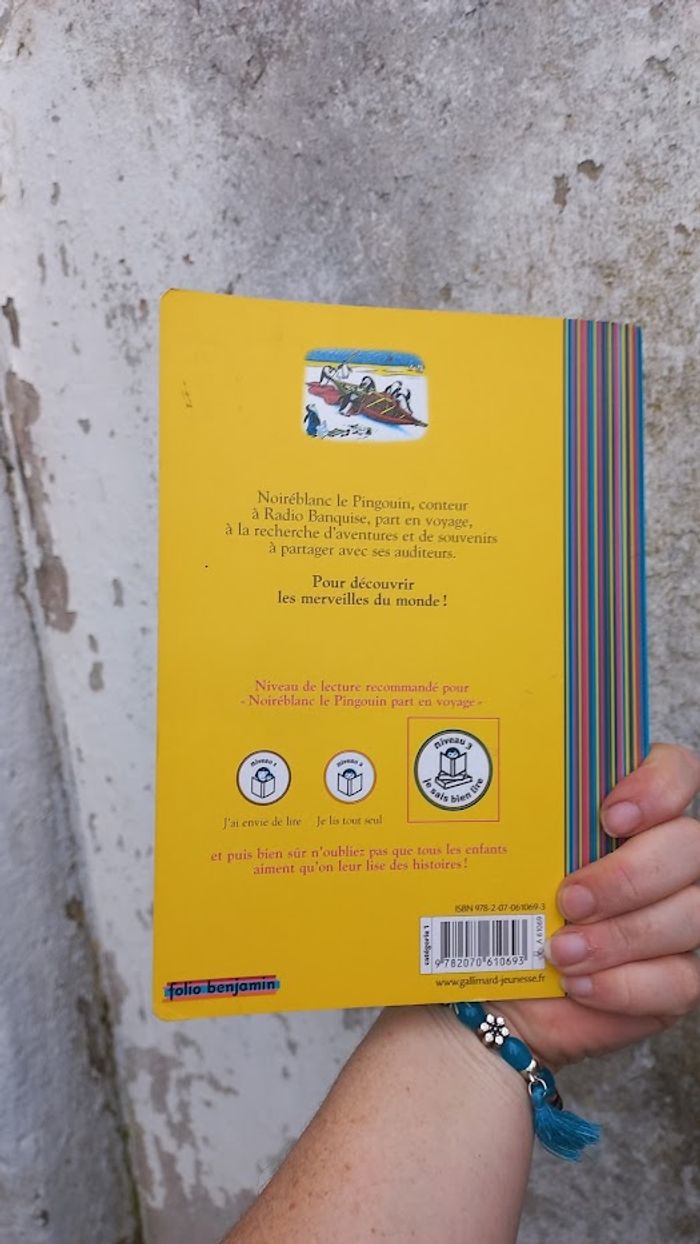 Noiréblanc le Pingouin, conteur
à Radio Banquise, part en voyage,
à la recherche d'aventures et de souvenirs
à partager avec ses auditeurs.
Pour découvrir
les merveilles du monde !
Niveau de lecture recommandé pour
- Noiréblanc le Pingouin part en voyage -
niveau 1
J'ai envie de lire
niveau 2
Je lis tout seul
niveau 3
je sais bien lire
et puis bien sûr n'oubliez pas que tous les enfants
aiment qu'on leur lise des histoires !
ISBN 978-2-07-061069-3
catégorie 1
A 61069
9 782070 610693
www.gallimard-jeunesse.fr
folio benjamin